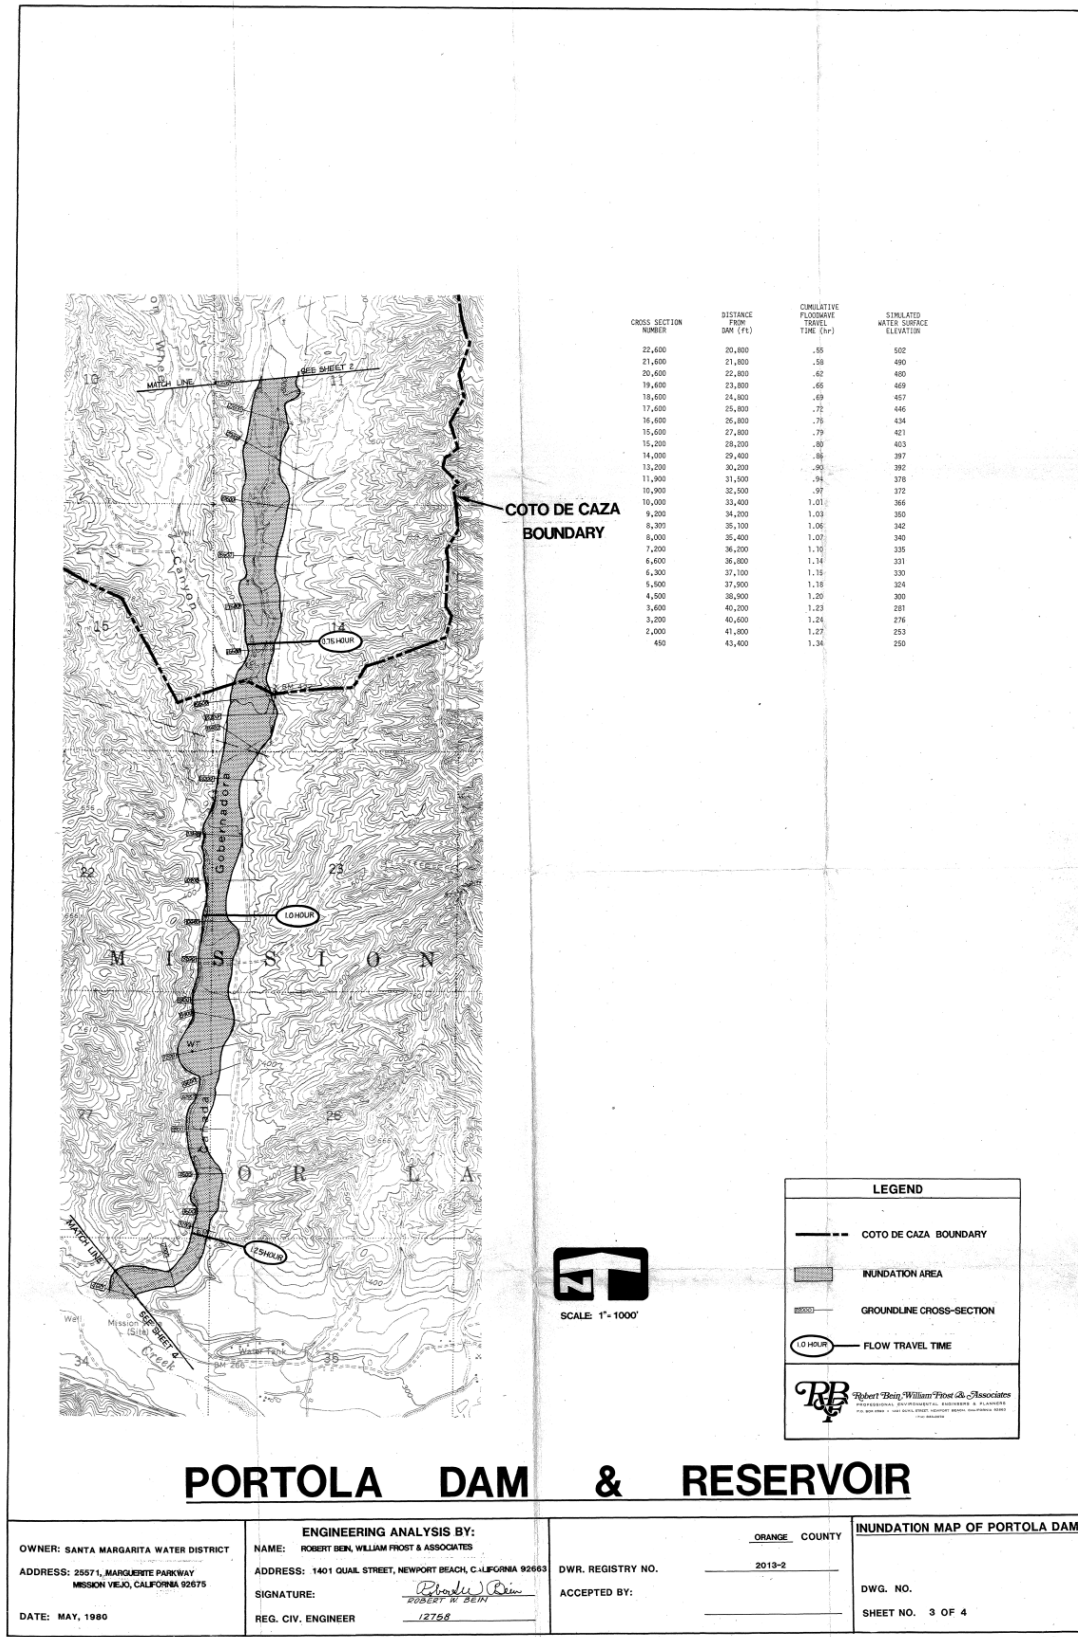 10
MATCH LINE
SEE SHEET 2
11
Well
Canyon
15
14
0.75 HOUR
COTO DE CAZA
BOUNDARY
Gobernadora
22
23
1.0 HOUR
M I S S I O N
WT
400
27
26
Canada
O R L A
MATCH LINE
1.25 HOUR
400
SEE SHEET 4
Well
Mission
(Site)
Creek
Water Tank
34
35
CROSS SECTION NUMBER DISTANCE FROM DAM (ft) CUMULATIVE FLOODWAVE TRAVEL TIME (hr) SIMULATED WATER SURFACE ELEVATION
22,600 20,800 .55 502
21,600 21,800 .58 490
20,600 22,800 .62 480
19,600 23,800 .66 469
18,600 24,800 .69 457
17,600 25,800 .72 446
16,600 26,800 .76 434
15,600 27,800 .79 421
15,200 28,200 .80 403
14,000 29,400 .86 397
13,200 30,200 .90 392
11,900 31,500 .94 378
10,900 32,500 .97 372
10,000 33,400 1.01 366
9,200 34,200 1.03 350
8,300 35,100 1.06 342
8,000 35,400 1.07 340
7,200 36,200 1.10 335
6,600 36,800 1.14 331
6,300 37,100 1.15 330
5,500 37,900 1.18 324
4,500 38,900 1.20 300
3,600 40,200 1.23 281
3,200 40,600 1.24 276
2,000 41,800 1.27 253
450 43,400 1.34 250
N
SCALE: 1"=1000'
LEGEND
COTO DE CAZA BOUNDARY
INUNDATION AREA
GROUNDLINE CROSS-SECTION
1.0 HOUR FLOW TRAVEL TIME
RBF Robert Bein, William Frost & Associates
PROFESSIONAL ENVIRONMENTAL ENGINEERS & PLANNERS
PORTOLA DAM & RESERVOIR
OWNER: SANTA MARGARITA WATER DISTRICT
ADDRESS: 25571, MARGUERITE PARKWAY
MISSION VIEJO, CALIFORNIA 92675
DATE: MAY, 1980
ENGINEERING ANALYSIS BY:
NAME: ROBERT BEIN, WILLIAM FROST & ASSOCIATES
ADDRESS: 1401 QUAIL STREET, NEWPORT BEACH, CALIFORNIA 92663
SIGNATURE: Robert W Bein
ROBERT W. BEIN
REG. CIV. ENGINEER 12758
ORANGE COUNTY
DWR. REGISTRY NO. 2013-2
ACCEPTED BY:
INUNDATION MAP OF PORTOLA DAM
DWG. NO.
SHEET NO. 3 OF 4